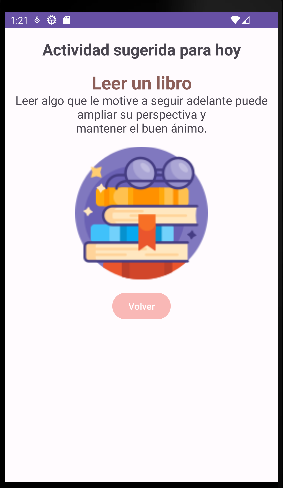 1:21
Actividad sugerida para hoy
Leer un libro
Leer algo que le motive a seguir adelante puede
ampliar su perspectiva y
mantener el buen ánimo.
Volver